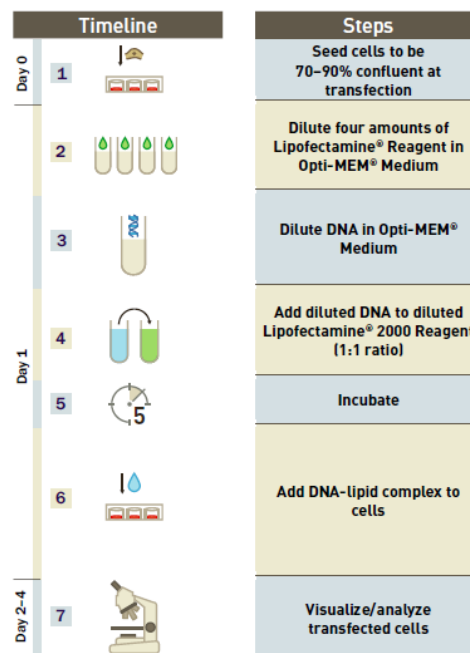 Timeline
Steps
Day 0
1
Seed cells to be
70–90% confluent at
transfection
Day 1
2
Dilute four amounts of
Lipofectamine® Reagent in
Opti-MEM® Medium
3
Dilute DNA in Opti-MEM®
Medium
4
Add diluted DNA to diluted
Lipofectamine® 2000 Reagent
(1:1 ratio)
5
5
Incubate
6
Add DNA-lipid complex to
cells
Day 2–4
7
Visualize/analyze
transfected cells